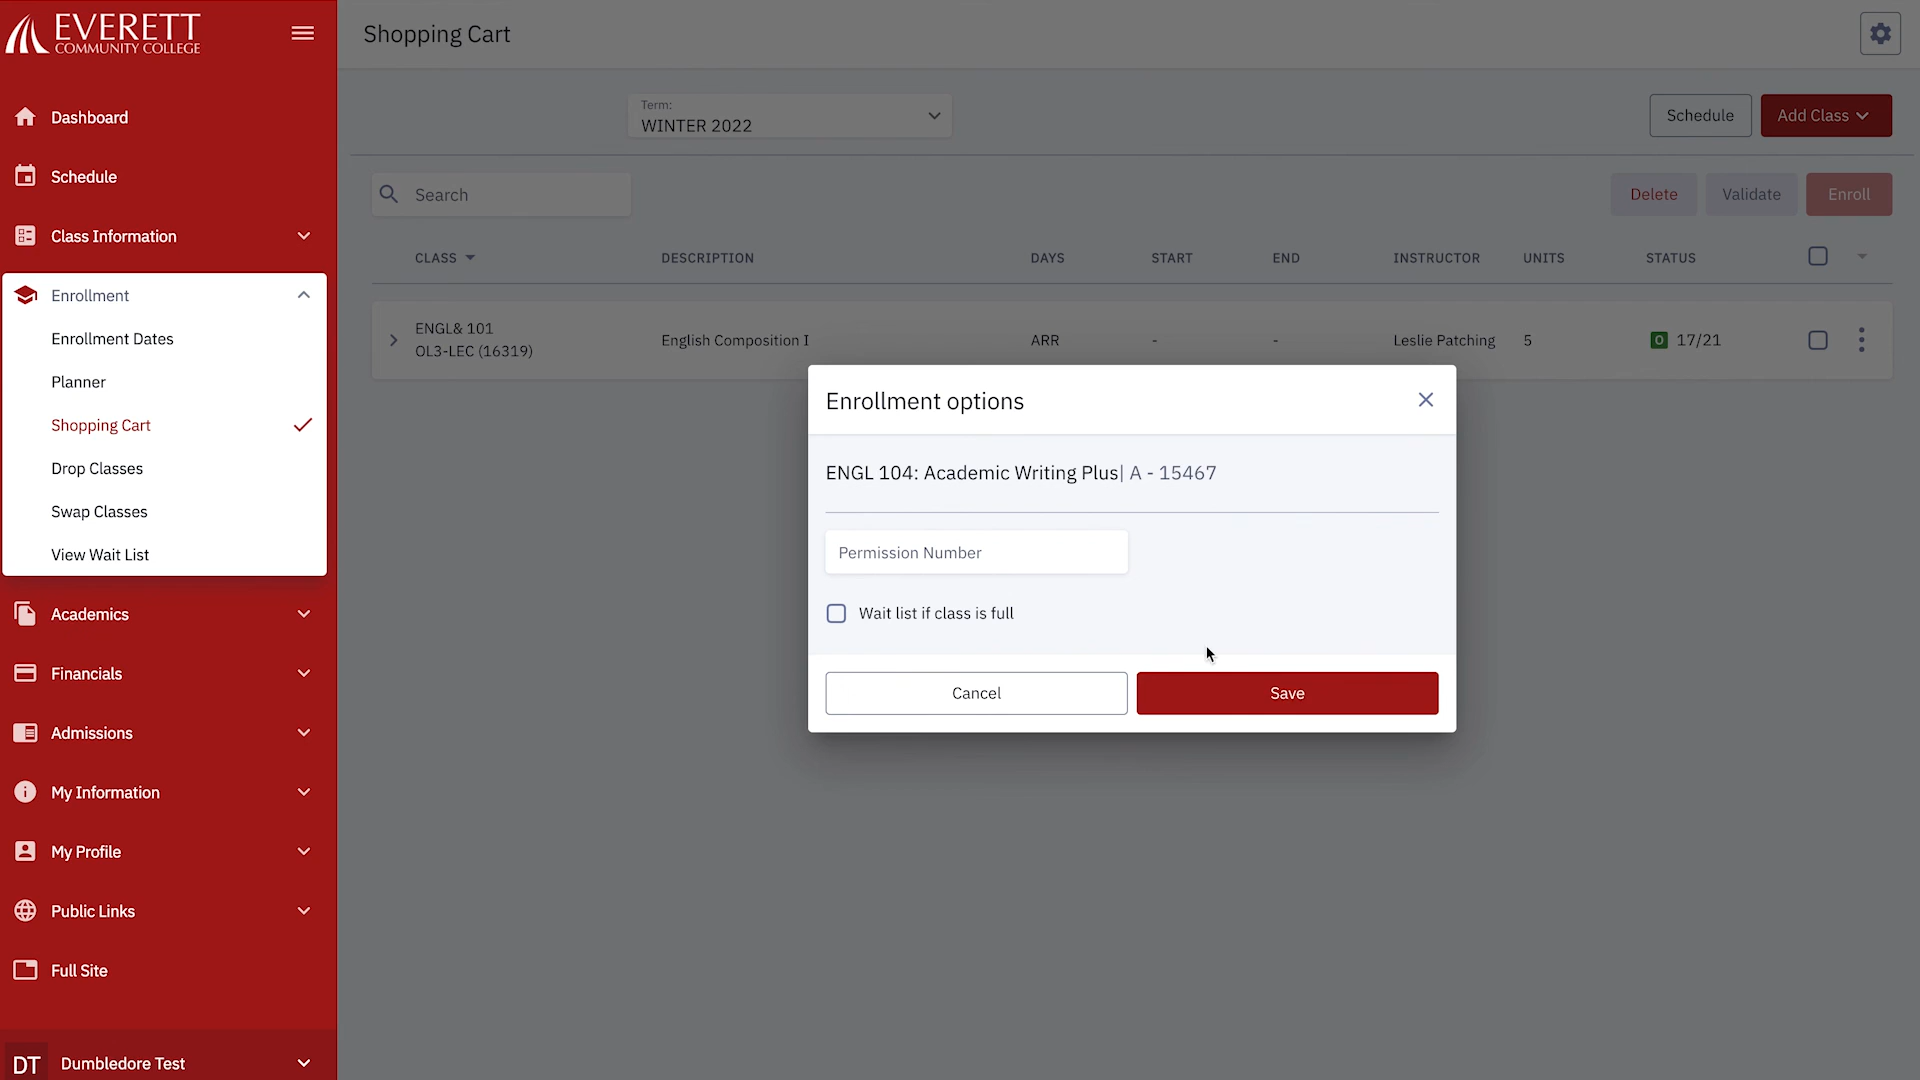 EVERETT
COMMUNITY COLLEGE
Dashboard
Schedule
Class Information
Enrollment
Enrollment Dates
Planner
Shopping Cart
Drop Classes
Swap Classes
View Wait List
Academics
Financials
Admissions
My Information
My Profile
Public Links
Full Site
DT Dumbledore Test
Shopping Cart
Term:
WINTER 2022
Schedule
Add Class
Search
Delete
Validate
Enroll
CLASS DESCRIPTION DAYS START END INSTRUCTOR UNITS STATUS
ENGL& 101
OL3-LEC (16319)
English Composition I
ARR
-
-
Leslie Patching
5
O 17/21
Enrollment options
ENGL 104: Academic Writing Plus| A - 15467
Permission Number
Wait list if class is full
Cancel
Save